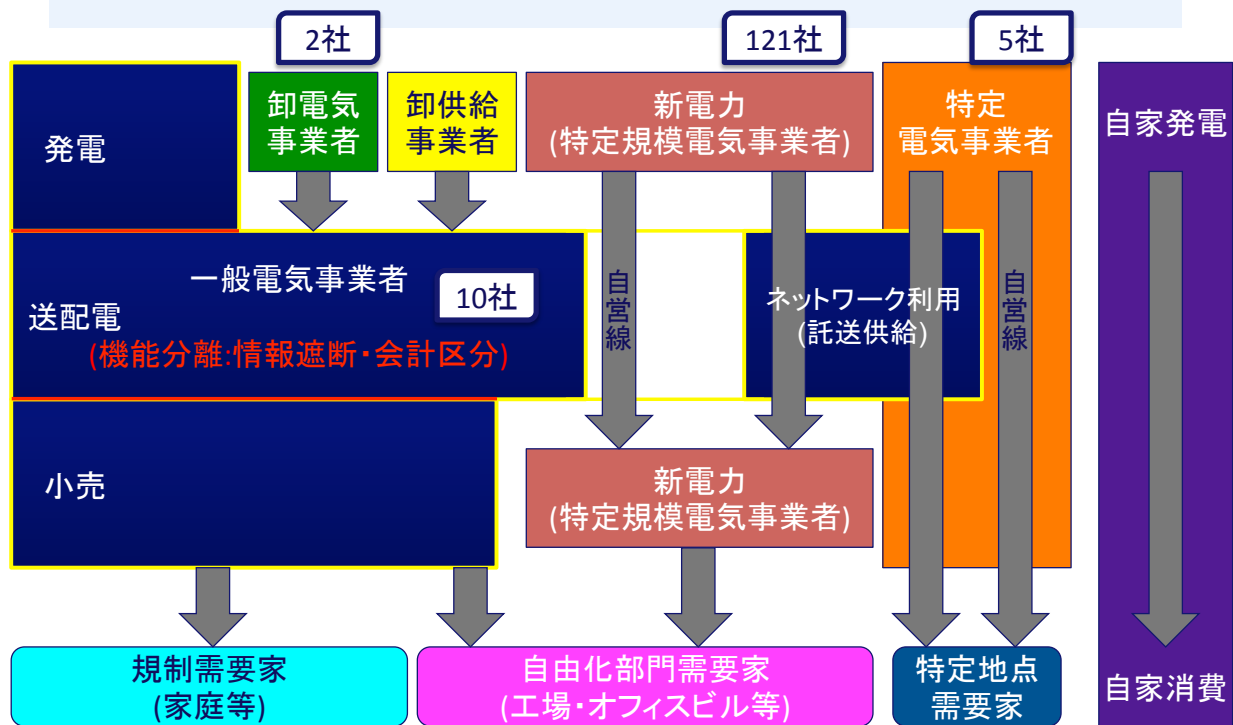 2社
121社
5社
発電
卸電気
事業者
卸供給
事業者
新電力
(特定規模電気事業者)
特定
電気事業者
自家発電
一般電気事業者
10社
送配電
(機能分離:情報遮断・会計区分)
自営線
ネットワーク利用
(託送供給)
自営線
小売
新電力
(特定規模電気事業者)
規制需要家
(家庭等)
自由化部門需要家
(工場・オフィスビル等)
特定地点
需要家
自家消費